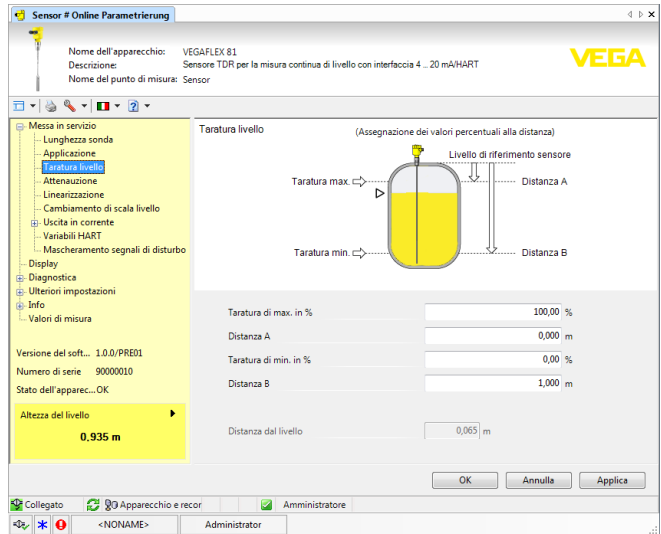 Sensor # Online Parametrierung
Nome dell'apparecchio: VEGAFLEX 81
Descrizione: Sensore TDR per la misura continua di livello con interfaccia 4 .. 20 mA/HART
Nome del punto di misura: Sensor
VEGA
Messa in servizio
Lunghezza sonda
Applicazione
Taratura livello
Attenuazione
Linearizzazione
Cambiamento di scala livello
Uscita in corrente
Variabili HART
Mascheramento segnali di disturbo
Display
Diagnostica
Ulteriori impostazioni
Info
Valori di misura
Versione del soft... 1.0.0/PRE01
Numero di serie 90000010
Stato dell'apparec...OK
Altezza del livello
0,935 m
Taratura livello
(Assegnazione dei valori percentuali alla distanza)
Livello di riferimento sensore
Taratura max.
Distanza A
Taratura min.
Distanza B
Taratura di max. in % 100,00 %
Distanza A 0,000 m
Taratura di min. in % 0,00 %
Distanza B 1,000 m
Distanza dal livello 0,065 m
OK Annulla Applica
Collegato Apparecchio e recor Amministratore
<NONAME> Administrator